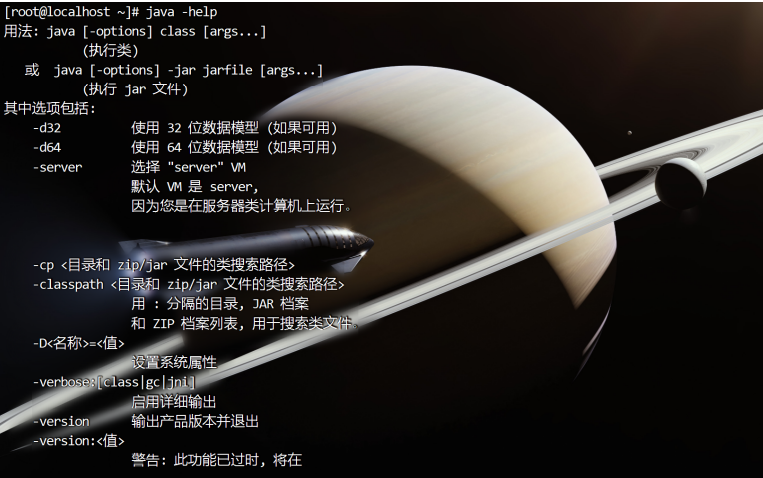 [root@localhost ~]# java -help
用法: java [-options] class [args...]
(执行类)
或  java [-options] -jar jarfile [args...]
(执行 jar 文件)
其中选项包括:
-d32 使用 32 位数据模型 (如果可用)
-d64 使用 64 位数据模型 (如果可用)
-server 选择 "server" VM
默认 VM 是 server,
因为您是在服务器类计算机上运行。
-cp <目录和 zip/jar 文件的类搜索路径>
-classpath <目录和 zip/jar 文件的类搜索路径>
用 : 分隔的目录, JAR 档案
和 ZIP 档案列表, 用于搜索类文件。
-D<名称>=<值>
设置系统属性
-verbose:[class|gc|jni]
启用详细输出
-version 输出产品版本并退出
-version:<值>
警告: 此功能已过时, 将在